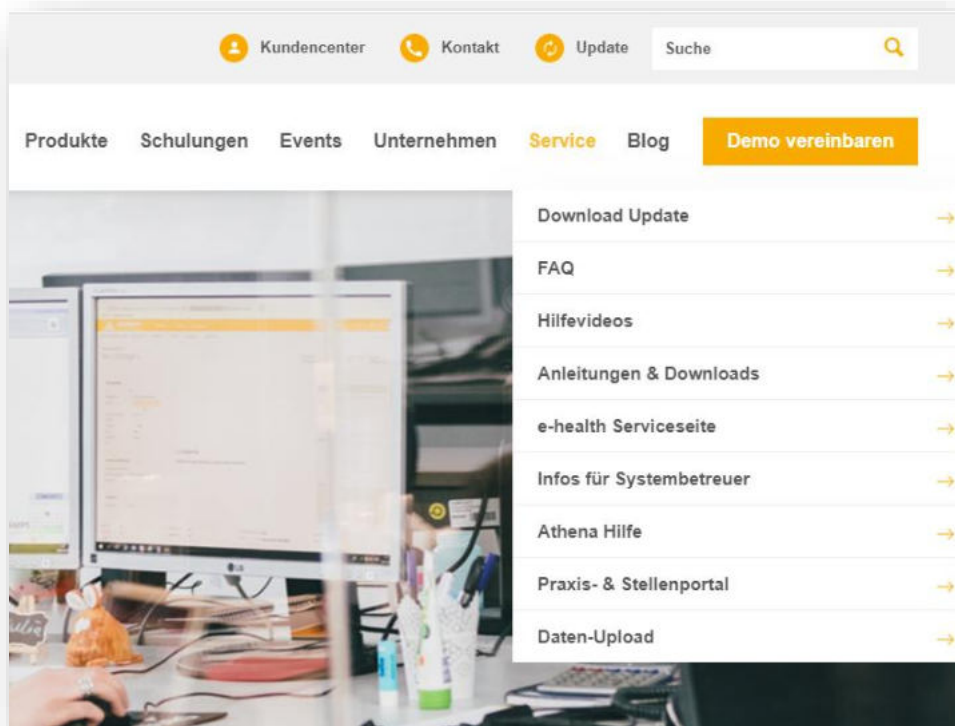 Kundencenter Kontakt Update Suche
Produkte Schulungen Events Unternehmen Service Blog Demo vereinbaren
Download Update
FAQ
Hilfevideos
Anleitungen & Downloads
e-health Serviceseite
Infos für Systembetreuer
Athena Hilfe
Praxis- & Stellenportal
Daten-Upload
LG